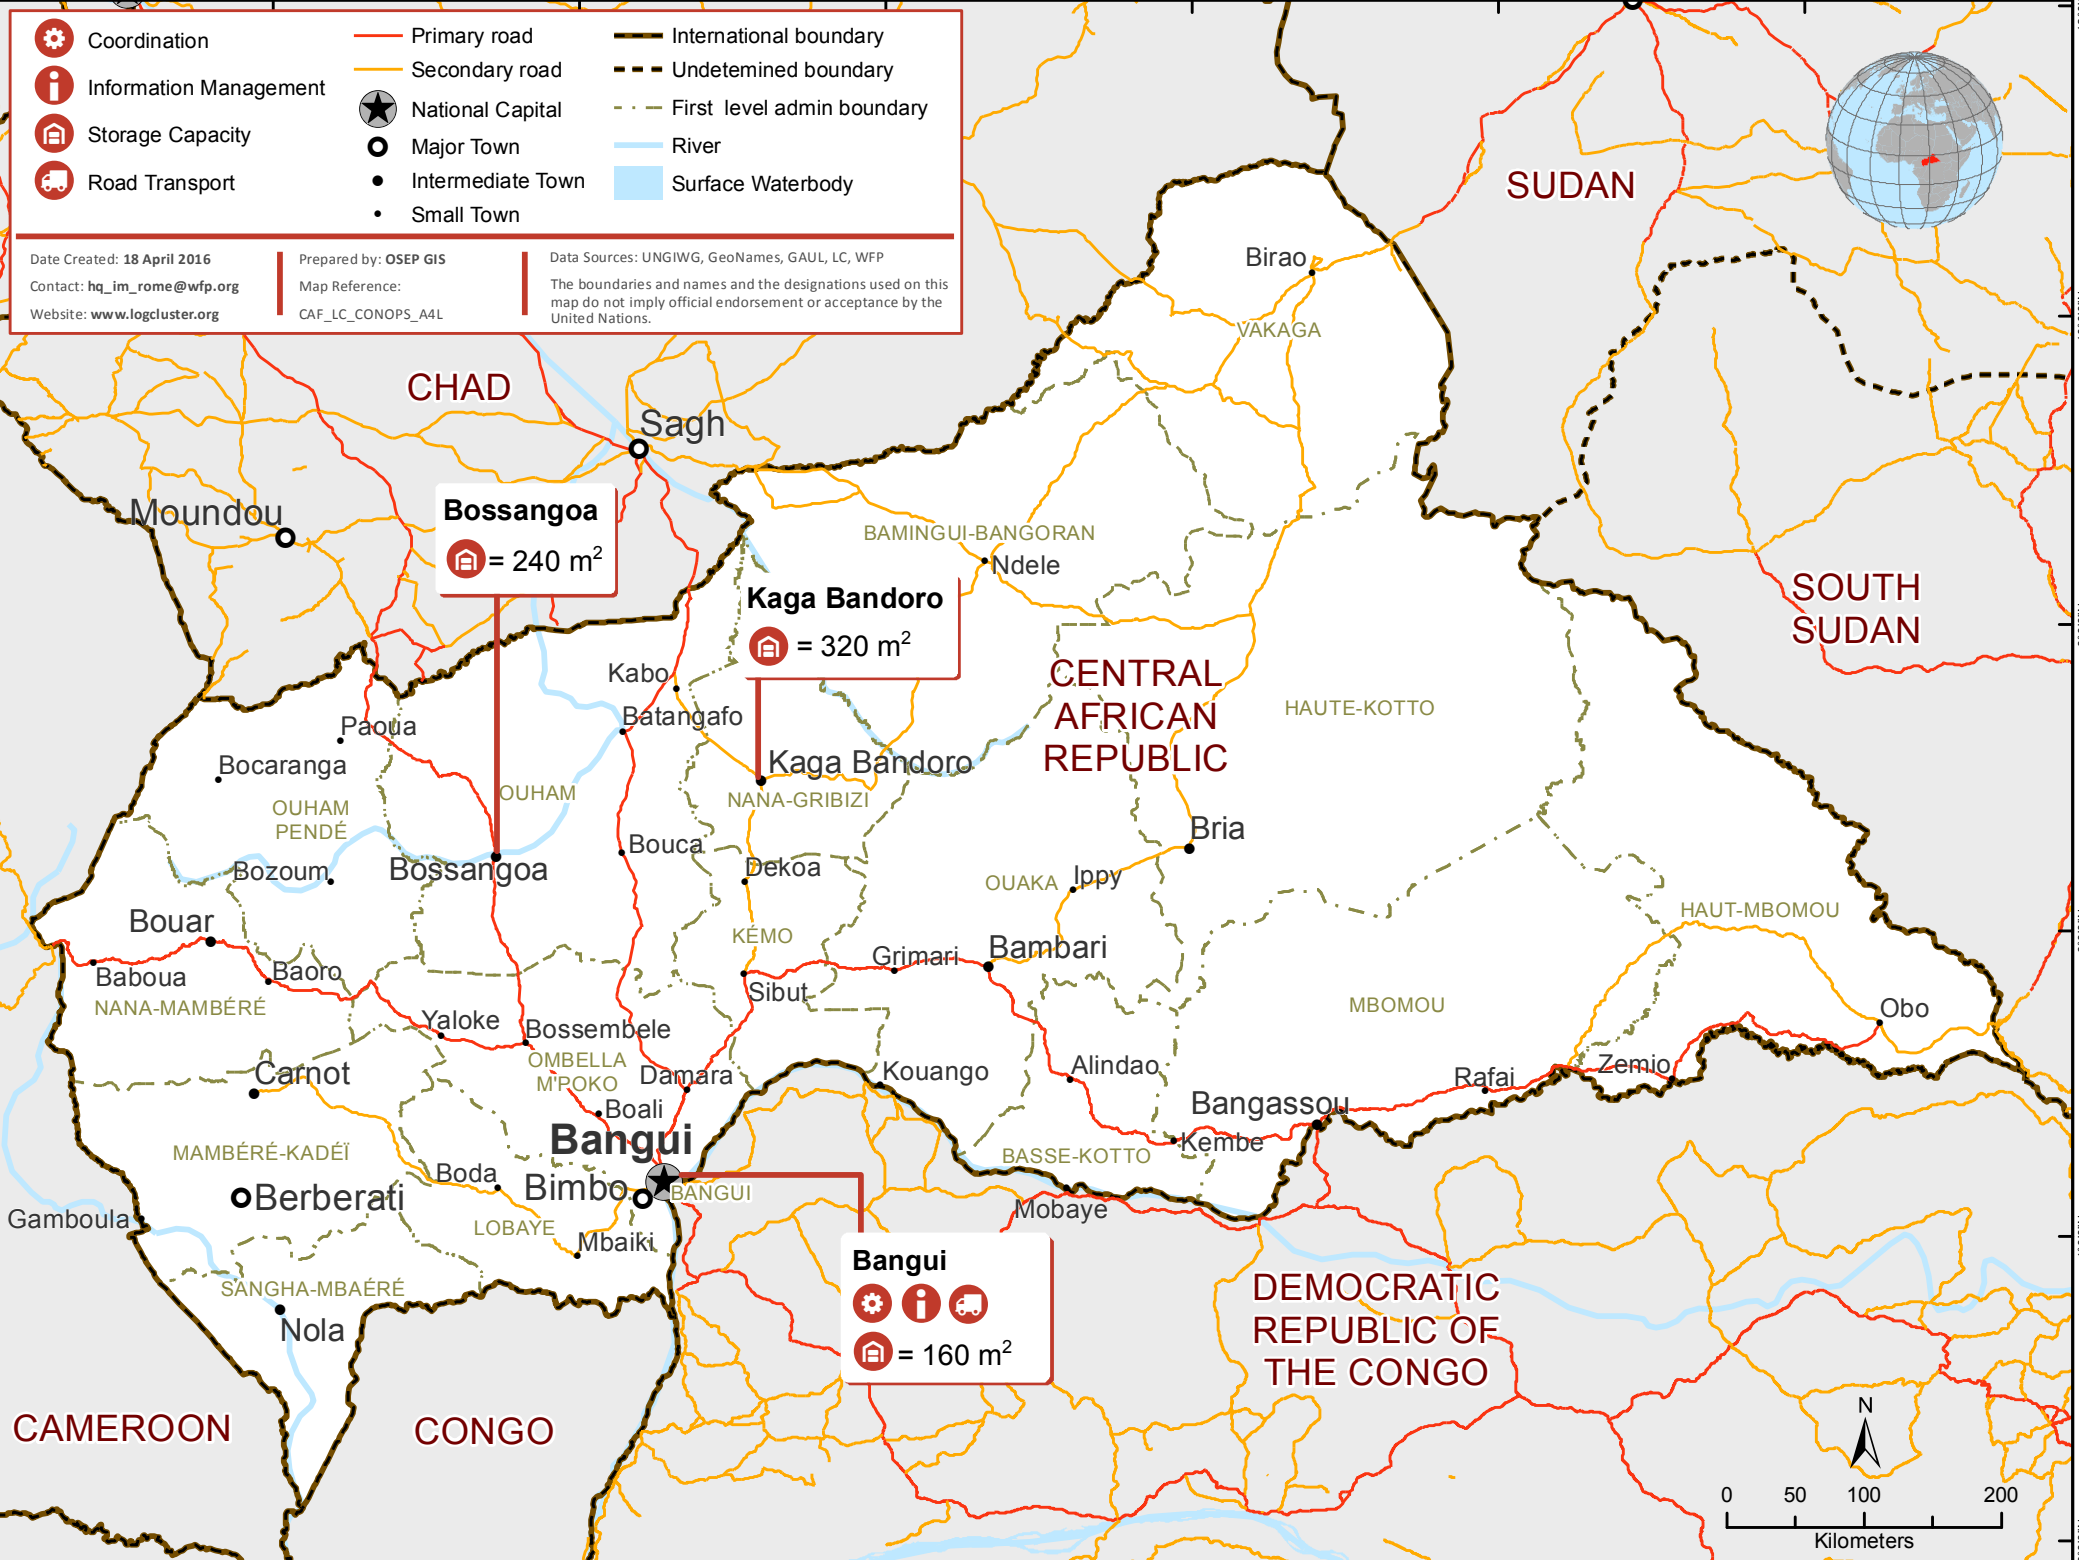 Coordination
Information Management
Storage Capacity
Road Transport
Primary road
Secondary road
National Capital
Major Town
Intermediate Town
Small Town
International boundary
Undetemined boundary
First level admin boundary
River
Surface Waterbody
Date Created: 18 April 2016
Contact: hq_im_rome@wfp.org
Website: www.logcluster.org
Prepared by: OSEP GIS
Map Reference:
CAF_LC_CONOPS_A4L
Data Sources: UNGIWG, GeoNames, GAUL, LC, WFP
The boundaries and names and the designations used on this
map do not imply official endorsement or acceptance by the
United Nations.
SUDAN
Birao
VAKAGA
CHAD
Sagh
Moundou
Bossangoa
= 240 m²
BAMINGUI-BANGORAN
Ndele
Kaga Bandoro
= 320 m²
SOUTH
SUDAN
CENTRAL
AFRICAN
REPUBLIC
Kabo
Batangafo
HAUTE-KOTTO
Paoua
Bocaranga
Kaga Bandoro
OUHAM
PENDÉ
OUHAM
NANA-GRIBIZI
Bria
Bouca
Bozoum
Bossangoa
Dekoa
OUAKA
Ippy
HAUT-MBOMOU
Bouar
KÉMO
Bambari
Grimari
Baboua
Baoro
Sibut
NANA-MAMBÉRÉ
MBOMOU
Obo
Yaloke
Bossembele
OMBELLA
M'POKO
Damara
Carnot
Kouango
Alindao
Zemio
Rafai
Boali
Bangassou
Bangui
Kembe
MAMBÉRÉ-KADÉÏ
BASSE-KOTTO
Boda
Bimbo
BANGUI
Berberati
Gamboula
Mobaye
LOBAYE
Mbaiki
Bangui
= 160 m²
SANGHA-MBAÉRÉ
Nola
DEMOCRATIC
REPUBLIC OF
THE CONGO
CAMEROON
CONGO
N
0 50 100 200
Kilometers